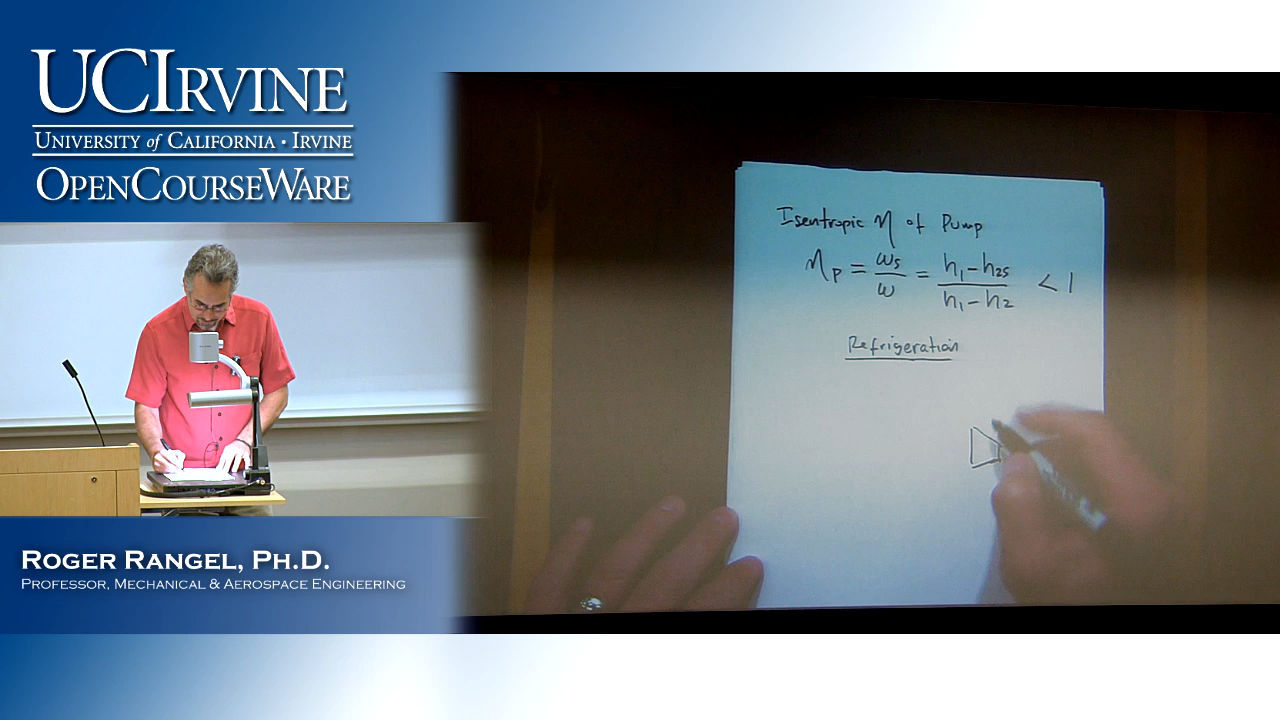 UCIRVINE
UNIVERSITY of CALIFORNIA · IRVINE
OPENCOURSEWARE
Isentropic η of Pump
ηp = ws/w = h1-h2s/h1-h2 < 1
Refrigeration
ROGER RANGEL, PH.D.
PROFESSOR, MECHANICAL & AEROSPACE ENGINEERING